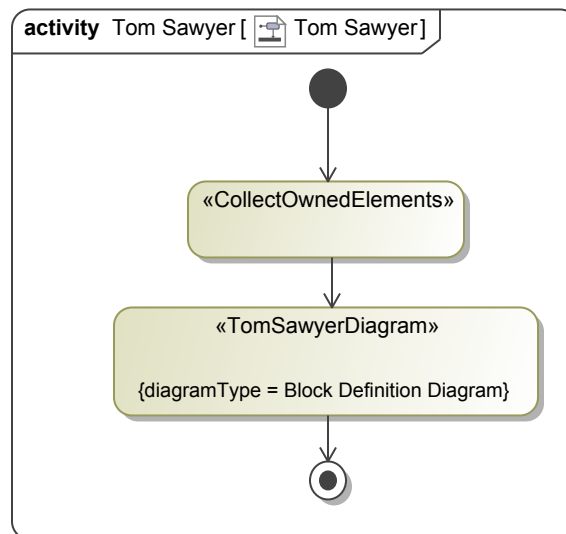 activity Tom Sawyer [ Tom Sawyer ]
«CollectOwnedElements»
«TomSawyerDiagram»
{diagramType = Block Definition Diagram}